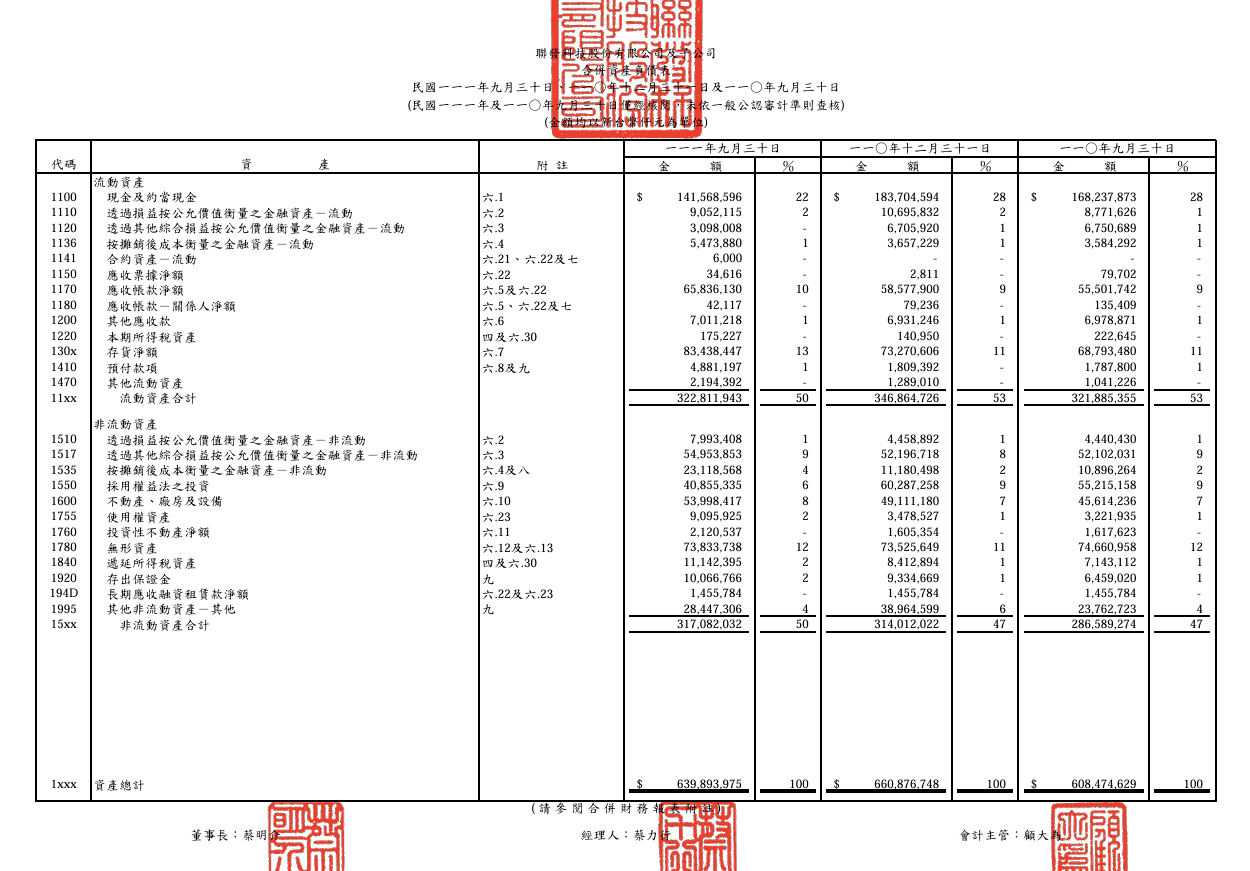 聯發科技股份有限公司及子公司
合併資產負債表
民國一一一年九月三十日、一一〇年十二月三十一日及一一〇年九月三十日
(民國一一一年及一一〇年九月三十日僅經核閱，未依一般公認審計準則查核)
(金額均以新台幣仟元為單位)
一一一年九月三十日 一一〇年十二月三十一日 一一〇年九月三十日
代碼 資 產 附註 金 額 % 金 額 % 金 額 %
流動資產
1100 現金及約當現金 六.1 $ 141,568,596 22 $ 183,704,594 28 $ 168,237,873 28
1110 透過損益按公允價值衡量之金融資產－流動 六.2 9,052,115 2 10,695,832 2 8,771,626 1
1120 透過其他綜合損益按公允價值衡量之金融資產－流動 六.3 3,098,008 - 6,705,920 1 6,750,689 1
1136 按攤銷後成本衡量之金融資產－流動 六.4 5,473,880 1 3,657,229 1 3,584,292 1
1141 合約資產－流動 六.21、六.22及七 6,000 - - - - -
1150 應收票據淨額 六.22 34,616 - 2,811 - 79,702 -
1170 應收帳款淨額 六.5及六.22 65,836,130 10 58,577,900 9 55,501,742 9
1180 應收帳款－關係人淨額 六.5、六.22及七 42,117 - 79,236 - 135,409 -
1200 其他應收款 六.6 7,011,218 1 6,931,246 1 6,978,871 1
1220 本期所得稅資產 四及六.30 175,227 - 140,950 - 222,645 -
130x 存貨淨額 六.7 83,438,447 13 73,270,606 11 68,793,480 11
1410 預付款項 六.8及九 4,881,197 1 1,809,392 - 1,787,800 1
1470 其他流動資產 2,194,392 - 1,289,010 - 1,041,226 -
11xx 流動資產合計 322,811,943 50 346,864,726 53 321,885,355 53
非流動資產
1510 透過損益按公允價值衡量之金融資產－非流動 六.2 7,993,408 1 4,458,892 1 4,440,430 1
1517 透過其他綜合損益按公允價值衡量之金融資產－非流動 六.3 54,953,853 9 52,196,718 8 52,102,031 9
1535 按攤銷後成本衡量之金融資產－非流動 六.4及八 23,118,568 4 11,180,498 2 10,896,264 2
1550 採用權益法之投資 六.9 40,855,335 6 60,287,258 9 55,215,158 9
1600 不動產、廠房及設備 六.10 53,998,417 8 49,111,180 7 45,614,236 7
1755 使用權資產 六.23 9,095,925 2 3,478,527 1 3,221,935 1
1760 投資性不動產淨額 六.11 2,120,537 - 1,605,354 - 1,617,623 -
1780 無形資產 六.12及六.13 73,833,738 12 73,525,649 11 74,660,958 12
1840 遞延所得稅資產 四及六.30 11,142,395 2 8,412,894 1 7,143,112 1
1920 存出保證金 九 10,066,766 2 9,334,669 1 6,459,020 1
194D 長期應收融資租賃款淨額 六.22及六.23 1,455,784 - 1,455,784 - 1,455,784 -
1995 其他非流動資產－其他 九 28,447,306 4 38,964,599 6 23,762,723 4
15xx 非流動資產合計 317,082,032 50 314,012,022 47 286,589,274 47
1xxx 資產總計 $ 639,893,975 100 $ 660,876,748 100 $ 608,474,629 100
(請參閱合併財務報表附註)
董事長：蔡明介 經理人：蔡力行 會計主管：顧大為